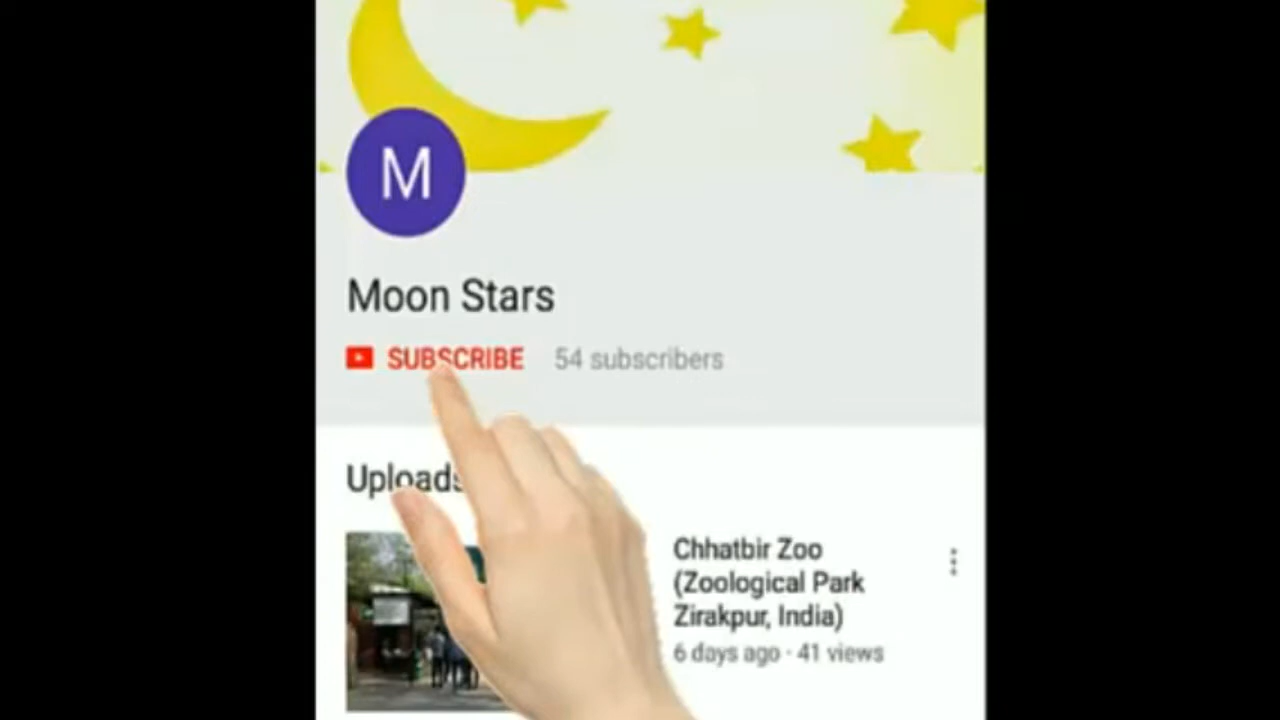 M
Moon Stars
SUBSCRIBE 54 subscribers
Uploads
Chhatbir Zoo
(Zoological Park
Zirakpur, India)
6 days ago · 41 views